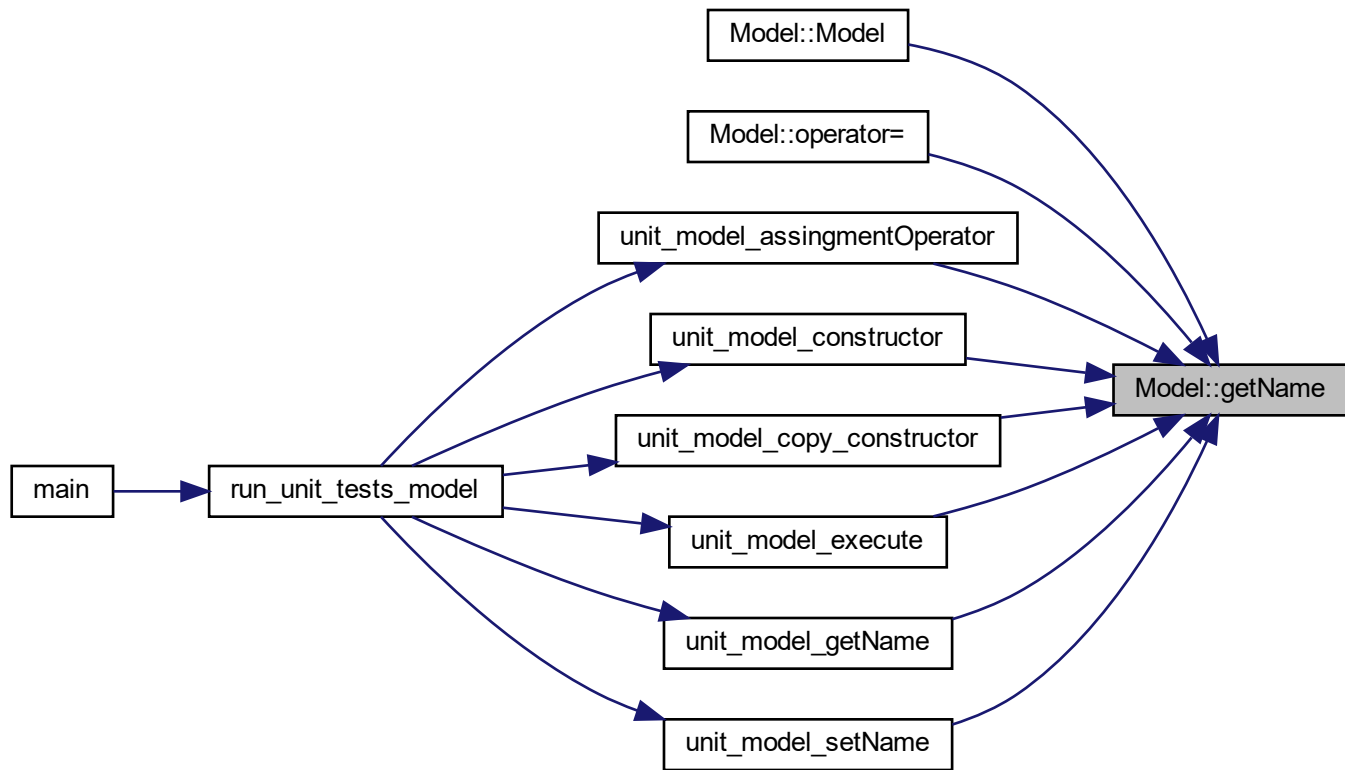 Model::Model
Model::operator=
unit_model_assingmentOperator
unit_model_constructor
Model::getName
unit_model_copy_constructor
main
run_unit_tests_model
unit_model_execute
unit_model_getName
unit_model_setName